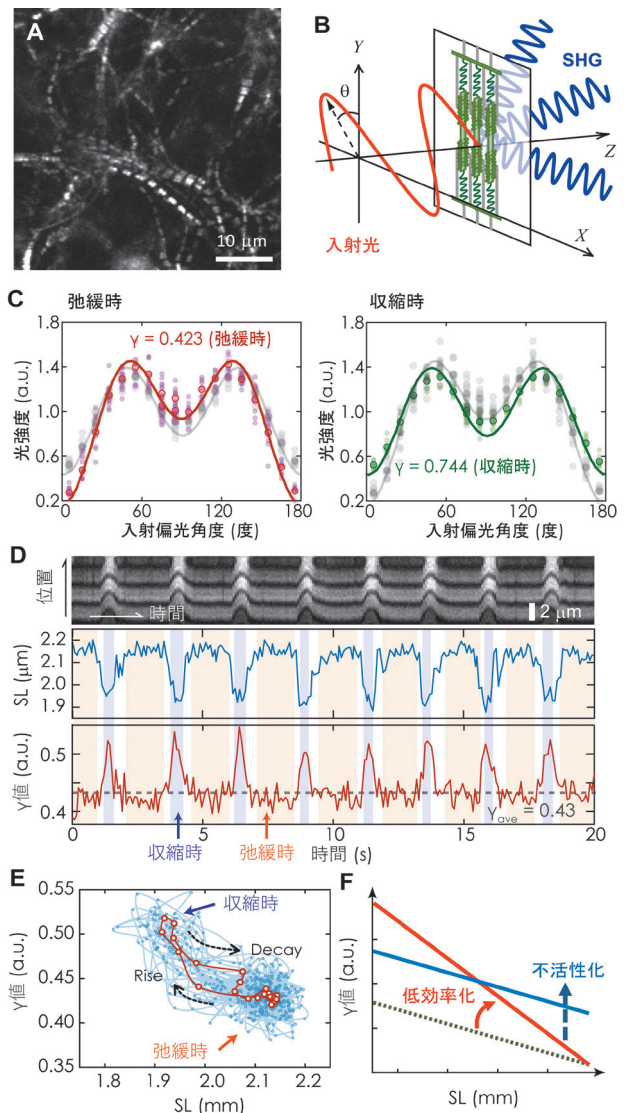 A
10 μm
B
Y
θ
SHG
Z
X
入射光
C
弛緩時
収縮時
光強度 (a.u.)
1.8
1.4
1.0
0.6
0.2
γ = 0.423 (弛緩時)
0
60
120
180
入射偏光角度 (度)
光強度 (a.u.)
1.8
1.4
1.0
0.6
0.2
γ = 0.744 (収縮時)
0
60
120
180
入射偏光角度 (度)
D
位置
時間
2 μm
SL (μm)
2.2
2.1
2.0
1.9
γ値 (a.u.)
0.5
0.4
γave = 0.43
0
5
10
15
20
収縮時
弛緩時
時間 (s)
E
γ値 (a.u.)
0.55
0.50
0.45
0.40
0.35
収縮時
Decay
Rise
弛緩時
1.8
1.9
2.0
2.1
2.2
SL (mm)
F
γ値 (a.u.)
不活性化
低効率化
SL (mm)